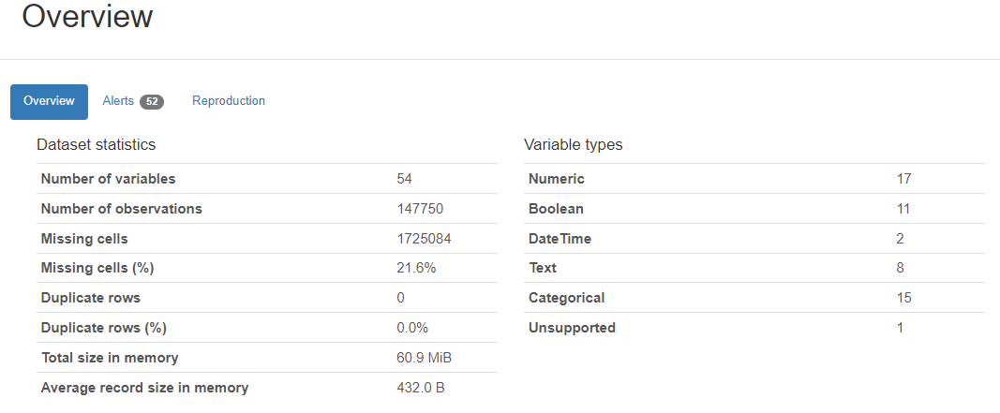 Overview
Overview Alerts 52 Reproduction
Dataset statistics
Number of variables 54
Number of observations 147750
Missing cells 1725084
Missing cells (%) 21.6%
Duplicate rows 0
Duplicate rows (%) 0.0%
Total size in memory 60.9 MiB
Average record size in memory 432.0 B
Variable types
Numeric 17
Boolean 11
DateTime 2
Text 8
Categorical 15
Unsupported 1